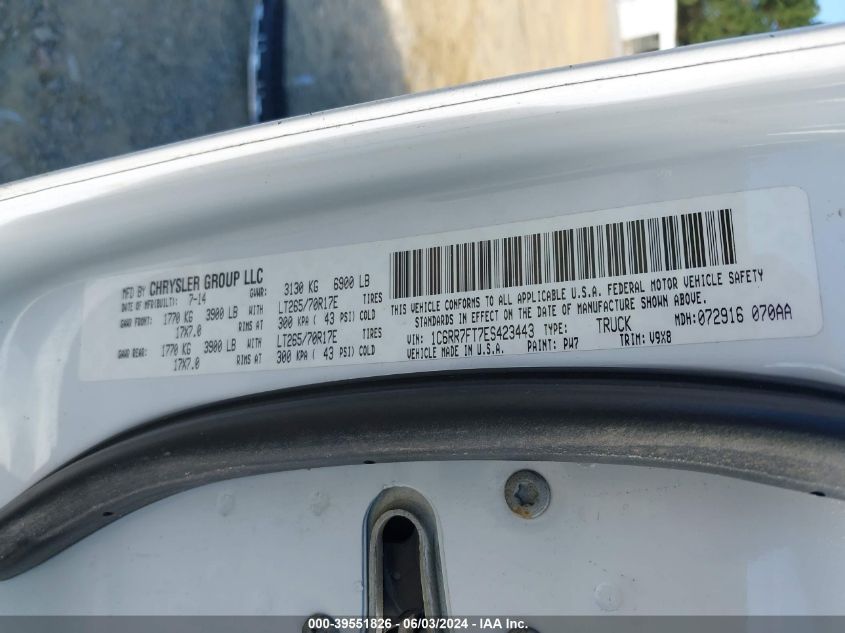 MFD BY CHRYSLER GROUP LLC
DATE OF MFR(BUILT): 7-14 GVWR: 3130 KG 6900 LB
GAWR FRONT: 1770 KG 3900 LB WITH LT265/70R17E TIRES
17X7.0 RIMS AT 300 KPA ( 43 PSI) COLD
GAWR REAR: 1770 KG 3900 LB WITH LT265/70R17E TIRES
17X7.0 RIMS AT 300 KPA ( 43 PSI) COLD
THIS VEHICLE CONFORMS TO ALL APPLICABLE U.S.A. FEDERAL MOTOR VEHICLE SAFETY
STANDARDS IN EFFECT ON THE DATE OF MANUFACTURE SHOWN ABOVE.
VIN: 1C6RR7FT7ES423443 TYPE: TRUCK MDH: 072916 070AA
VEHICLE MADE IN U.S.A. PAINT: PW7 TRIM: V9X8
000-39551826 - 06/03/2024 - IAA Inc.